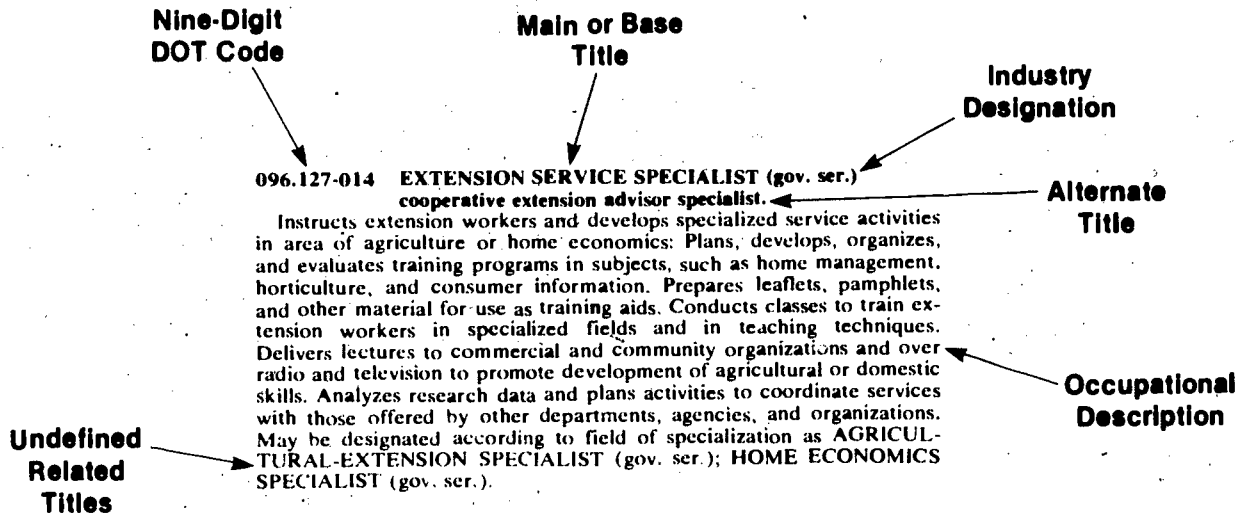 Nine-Digit
DOT Code
Main or Base
Title
Industry
Designation
096.127-014 EXTENSION SERVICE SPECIALIST (gov. ser.)
cooperative extension advisor specialist.
Alternate
Title
Instructs extension workers and develops specialized service activities
in area of agriculture or home economics: Plans, develops, organizes,
and evaluates training programs in subjects, such as home management,
horticulture, and consumer information. Prepares leaflets, pamphlets,
and other material for use as training aids. Conducts classes to train ex-
tension workers in specialized fields and in teaching techniques.
Delivers lectures to commercial and community organizations and over
radio and television to promote development of agricultural or domestic
skills. Analyzes research data and plans activities to coordinate services
with those offered by other departments, agencies, and organizations.
May be designated according to field of specialization as AGRICUL-
TURAL-EXTENSION SPECIALIST (gov. ser.); HOME ECONOMICS
SPECIALIST (gov. ser.).
Occupational
Description
Undefined
Related
Titles